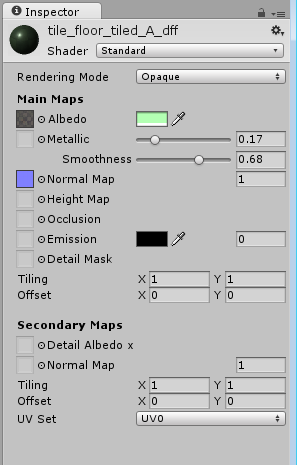 Inspector
tile_floor_tiled_A_dff
Shader Standard
Rendering Mode Opaque
Main Maps
Albedo
Metallic 0.17
Smoothness 0.68
Normal Map 1
Height Map
Occlusion
Emission 0
Detail Mask
Tiling X 1 Y 1
Offset X 0 Y 0
Secondary Maps
Detail Albedo x
Normal Map 1
Tiling X 1 Y 1
Offset X 0 Y 0
UV Set UV0